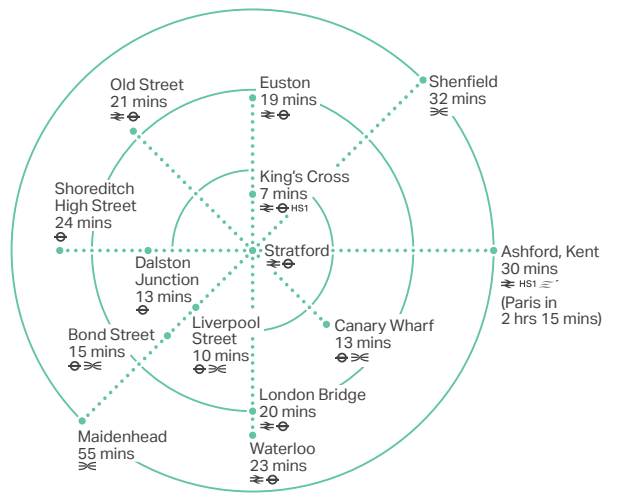 Old Street
21 mins
Euston
19 mins
Shenfield
32 mins
King's Cross
7 mins
HS1
Shoreditch
High Street
24 mins
Stratford
Ashford, Kent
30 mins
HS1
(Paris in
2 hrs 15 mins)
Dalston
Junction
13 mins
Liverpool
Street
10 mins
Canary Wharf
13 mins
Bond Street
15 mins
London Bridge
20 mins
Maidenhead
55 mins
Waterloo
23 mins